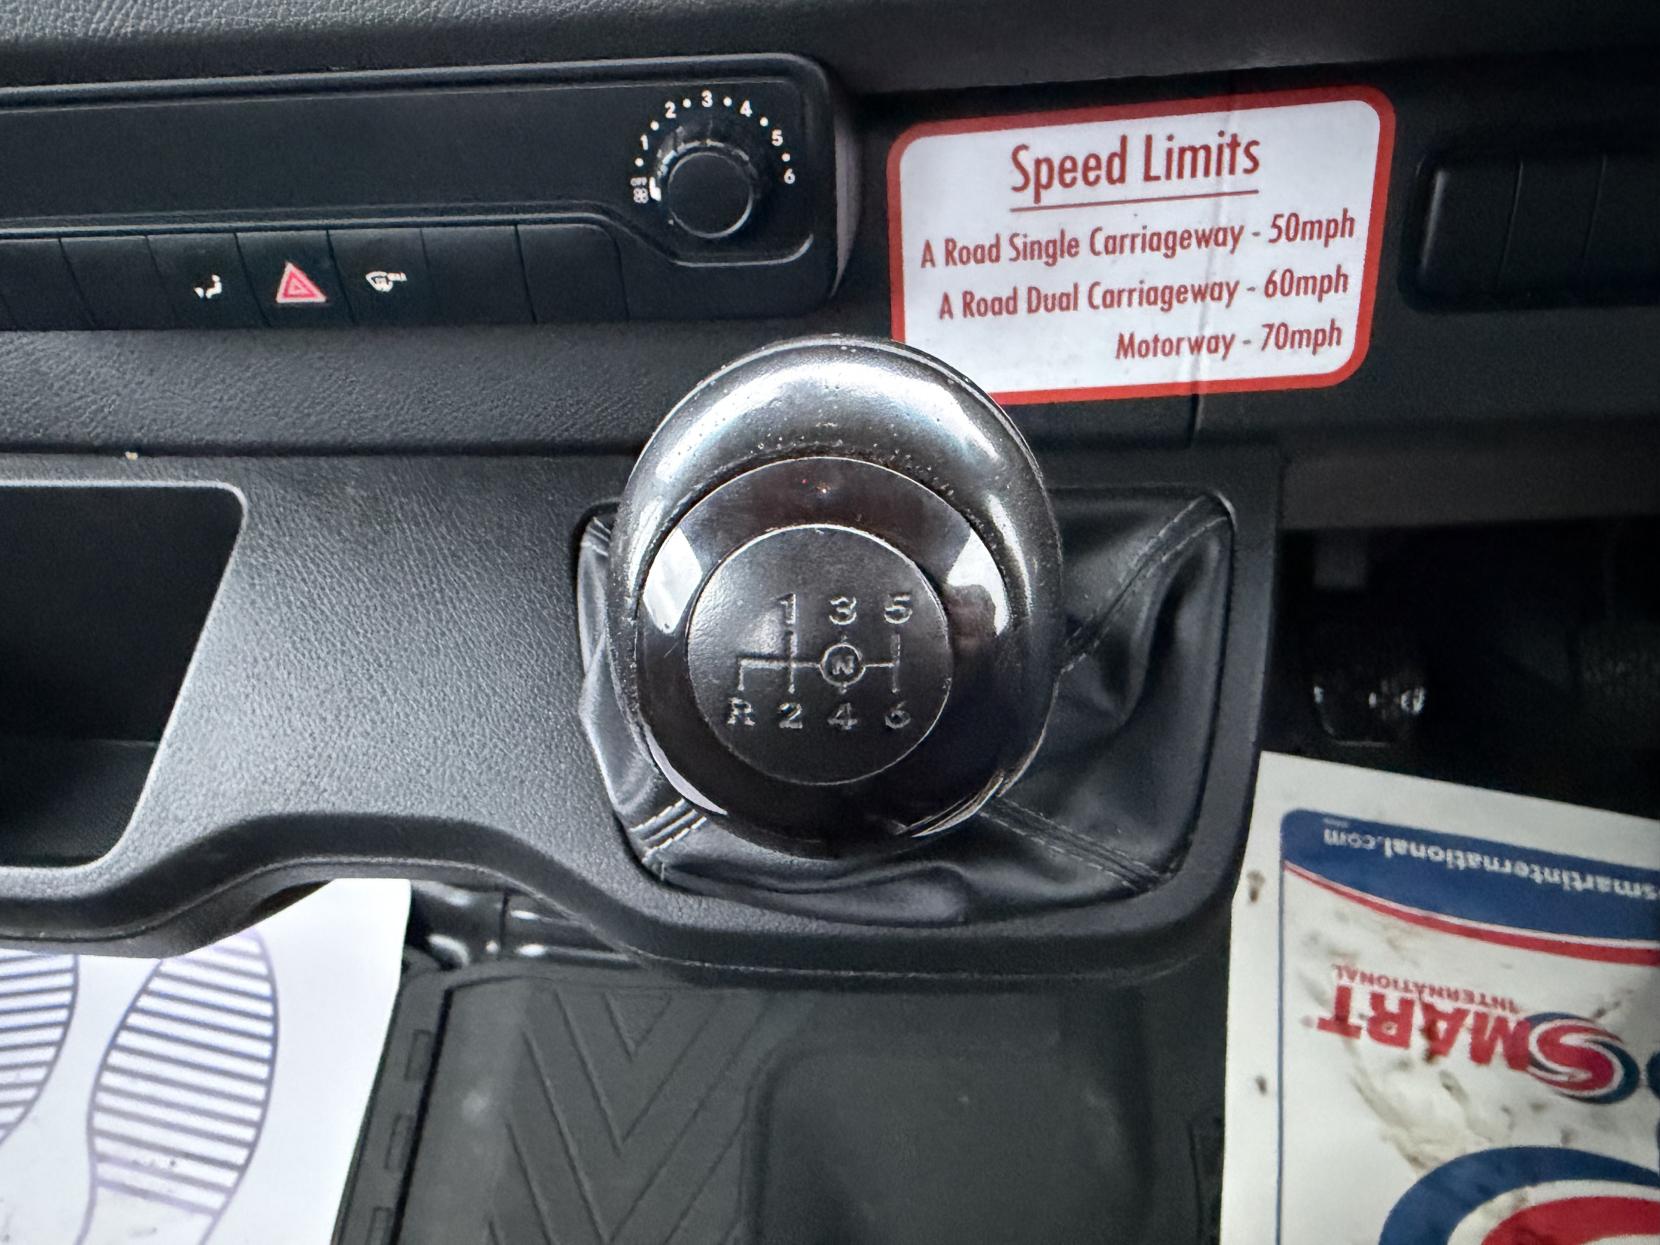 OFF 1 2 3 4 5 6
Speed Limits
A Road Single Carriageway - 50mph
A Road Dual Carriageway - 60mph
Motorway - 70mph
1 3 5
N
R 2 4 6
smartinternational.com
SMART
INTERNATIONAL